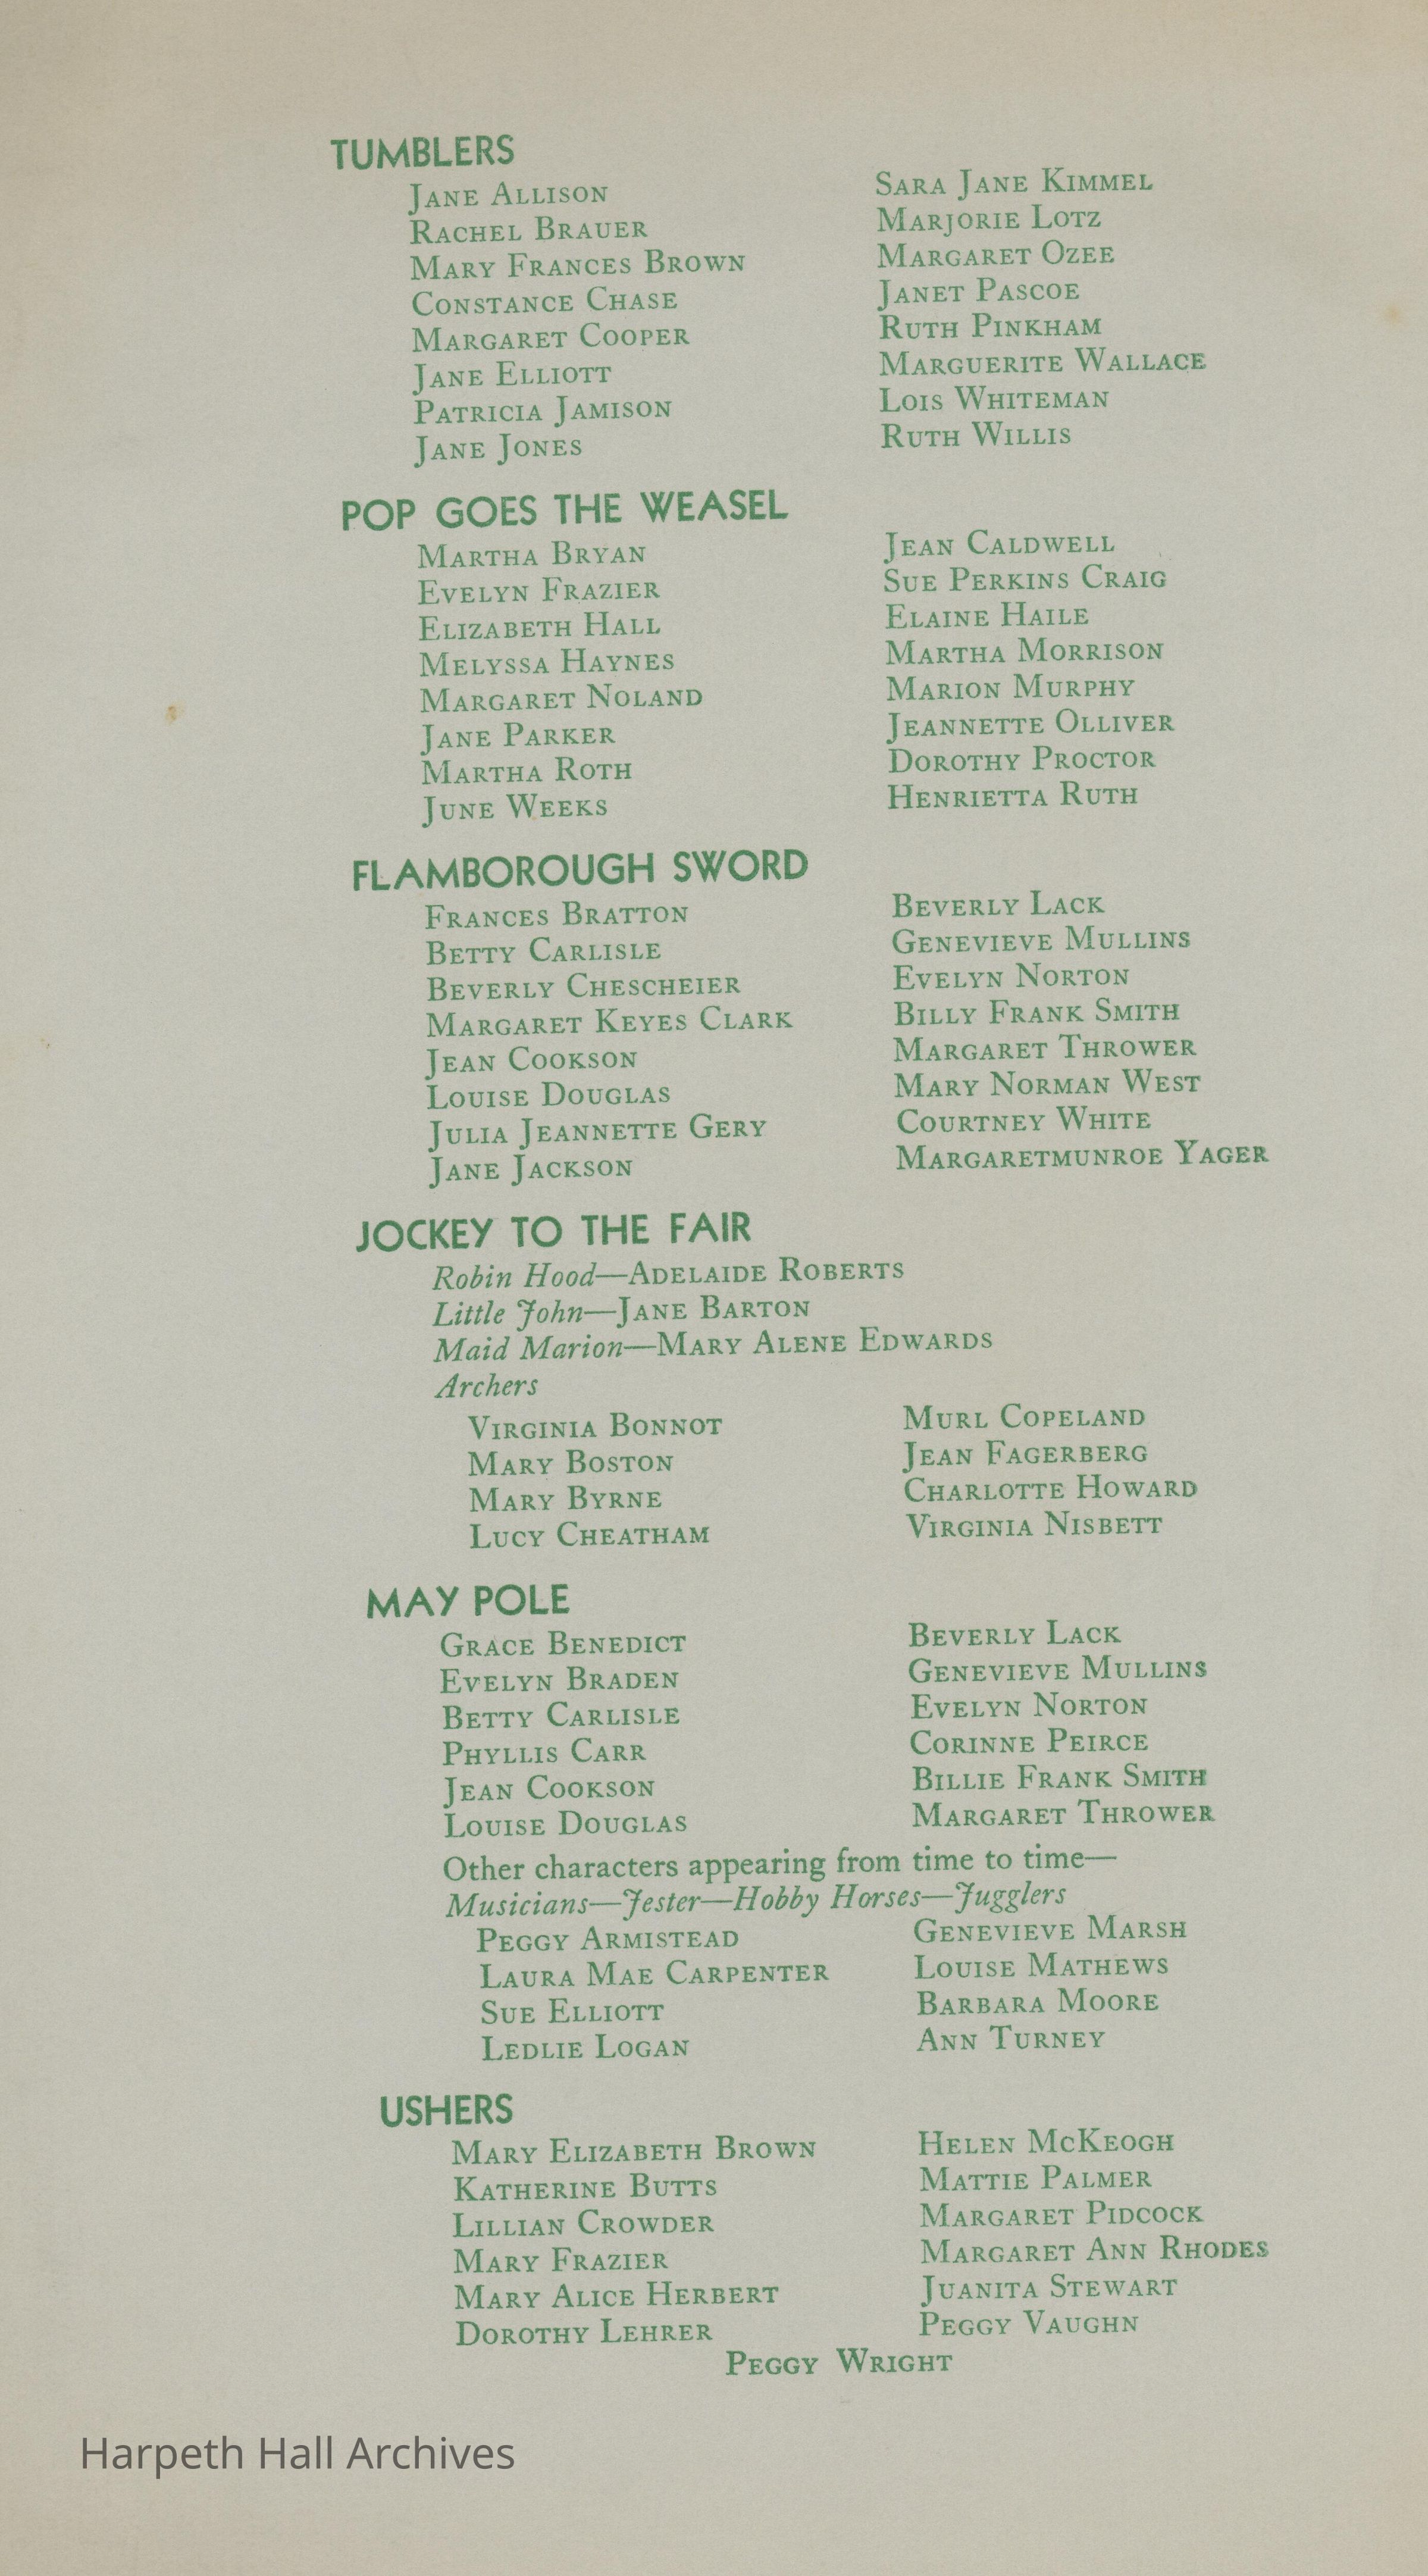 TUMBLERS
JANE ALLISON
RACHEL BRAUER
MARY FRANCES BROWN
CONSTANCE CHASE
MARGARET COOPER
JANE ELLIOTT
PATRICIA JAMISON
JANE JONES
SARA JANE KIMMEL
MARJORIE LOTZ
MARGARET OZEE
JANET PASCOE
RUTH PINKHAM
MARGUERITE WALLACE
LOIS WHITEMAN
RUTH WILLIS
POP GOES THE WEASEL
MARTHA BRYAN
EVELYN FRAZIER
ELIZABETH HALL
MELYSSA HAYNES
MARGARET NOLAND
JANE PARKER
MARTHA ROTH
JUNE WEEKS
JEAN CALDWELL
SUE PERKINS CRAIG
ELAINE HAILE
MARTHA MORRISON
MARION MURPHY
JEANNETTE OLLIVER
DOROTHY PROCTOR
HENRIETTA RUTH
FLAMBOROUGH SWORD
FRANCES BRATTON
BETTY CARLISLE
BEVERLY CHESCHEIER
MARGARET KEYES CLARK
JEAN COOKSON
LOUISE DOUGLAS
JULIA JEANNETTE GERY
JANE JACKSON
BEVERLY LACK
GENEVIEVE MULLINS
EVELYN NORTON
BILLY FRANK SMITH
MARGARET THROWER
MARY NORMAN WEST
COURTNEY WHITE
MARGARETMUNROE YAGER
JOCKEY TO THE FAIR
Robin Hood—ADELAIDE ROBERTS
Little John—JANE BARTON
Maid Marion—MARY ALENE EDWARDS
Archers
VIRGINIA BONNOT
MARY BOSTON
MARY BYRNE
LUCY CHEATHAM
MURL COPELAND
JEAN FAGERBERG
CHARLOTTE HOWARD
VIRGINIA NISBETT
MAY POLE
GRACE BENEDICT
EVELYN BRADEN
BETTY CARLISLE
PHYLLIS CARR
JEAN COOKSON
LOUISE DOUGLAS
BEVERLY LACK
GENEVIEVE MULLINS
EVELYN NORTON
CORINNE PEIRCE
BILLIE FRANK SMITH
MARGARET THROWER
Other characters appearing from time to time—
Musicians—Jester—Hobby Horses—Jugglers
PEGGY ARMISTEAD
LAURA MAE CARPENTER
SUE ELLIOTT
LEDLIE LOGAN
GENEVIEVE MARSH
LOUISE MATHEWS
BARBARA MOORE
ANN TURNEY
USHERS
MARY ELIZABETH BROWN
KATHERINE BUTTS
LILLIAN CROWDER
MARY FRAZIER
MARY ALICE HERBERT
DOROTHY LEHRER
HELEN MCKEOGH
MATTIE PALMER
MARGARET PIDCOCK
MARGARET ANN RHODES
JUANITA STEWART
PEGGY VAUGHN
PEGGY WRIGHT
Harpeth Hall Archives